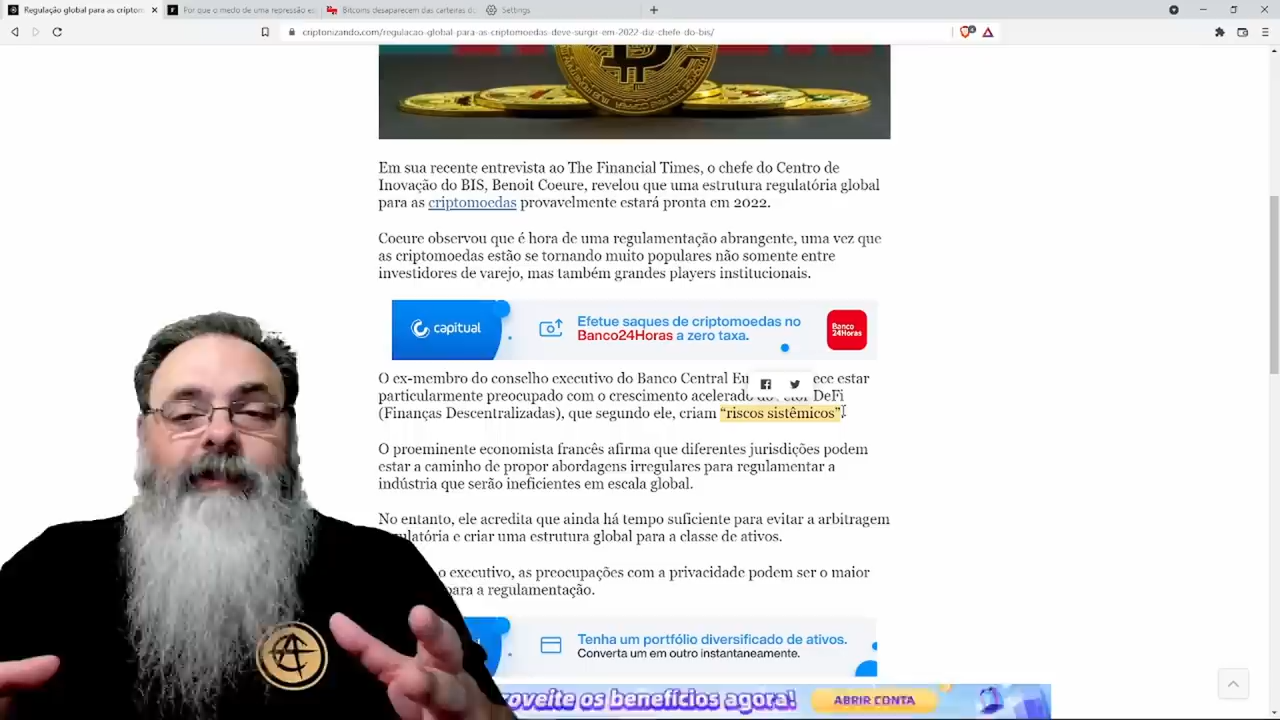 Regulação global para as criptom
Por que o medo de uma repressão es
Bitcoins desaparecem das carteiras d
Settings
criptonizando.com/regulacao-global-para-as-criptomoedas-deve-surgir-em-2022-diz-chefe-do-bis/
Em sua recente entrevista ao The Financial Times, o chefe do Centro de
Inovação do BIS, Benoit Coeure, revelou que uma estrutura regulatória global
para as criptomoedas provavelmente estará pronta em 2022.
Coeure observou que é hora de uma regulamentação abrangente, uma vez que
as criptomoedas estão se tornando muito populares não somente entre
investidores de varejo, mas também grandes players institucionais.
capitual
Efetue saques de criptomoedas no
Banco24Horas a zero taxa.
Banco
24Horas
O ex-membro do conselho executivo do Banco Central Eu ece estar
particularmente preocupado com o crescimento acelerado do setor DeFi
(Finanças Descentralizadas), que segundo ele, criam “riscos sistêmicos”.
O proeminente economista francês afirma que diferentes jurisdições podem
estar a caminho de propor abordagens irregulares para regulamentar a
indústria que serão ineficientes em escala global.
No entanto, ele acredita que ainda há tempo suficiente para evitar a arbitragem
regulatória e criar uma estrutura global para a classe de ativos.
o executivo, as preocupações com a privacidade podem ser o maior
para a regulamentação.
Tenha um portfólio diversificado de ativos.
Converta um em outro instantaneamente.
roveite os benefícios agora!
ABRIR CONTA